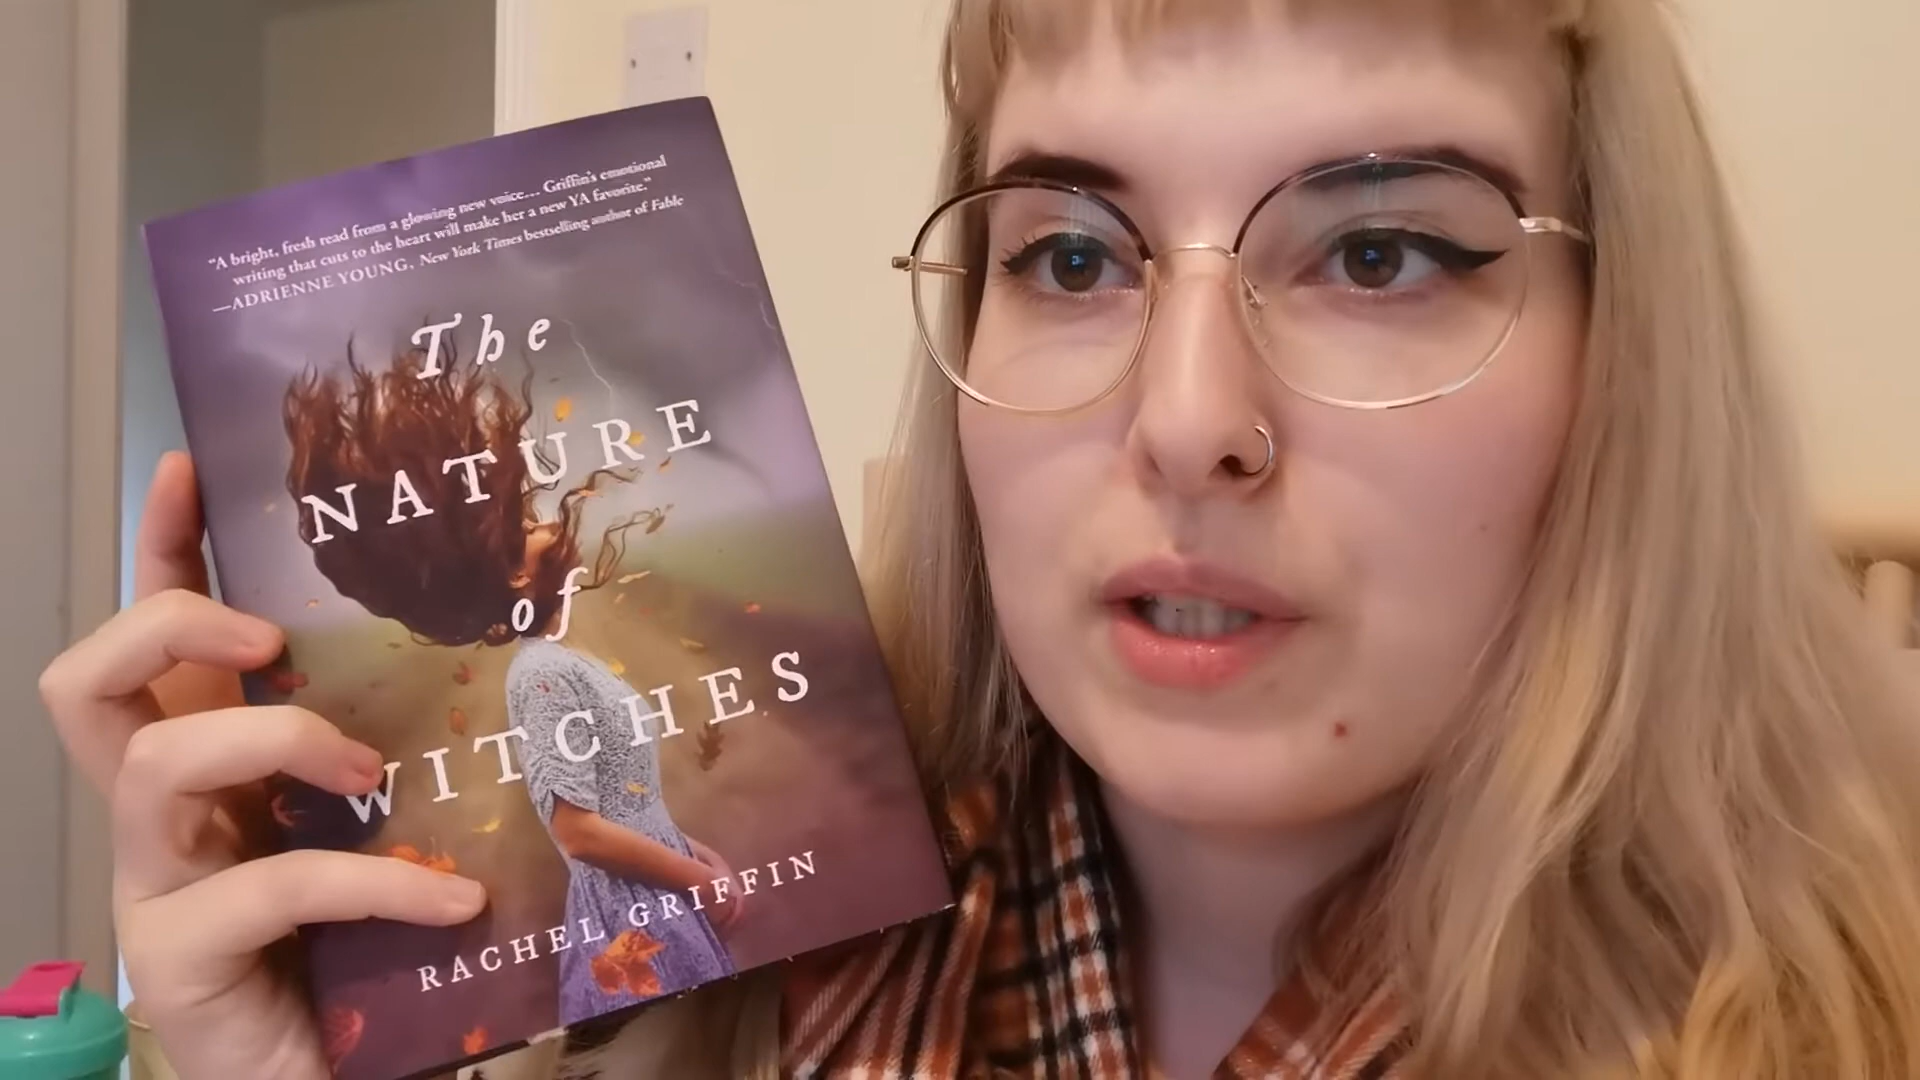 "A bright, fresh read from a glowing new voice... Griffin's emotional
writing that cuts to the heart will make her a new YA favorite."
—ADRIENNE YOUNG, New York Times bestselling author of Fable
The
NATURE
of
WITCHES
RACHEL GRIFFIN